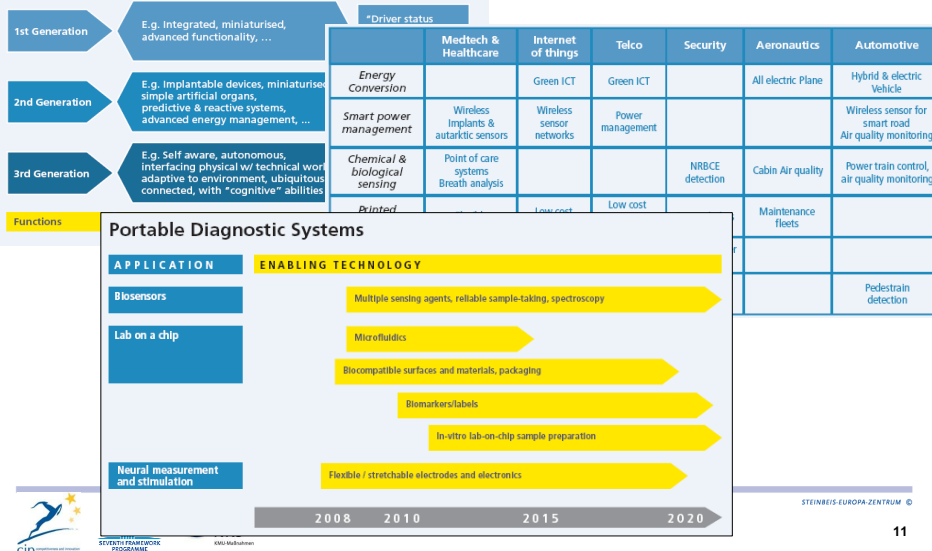 1st Generation
E.g. Integrated, miniaturised,
advanced functionality, ...
"Driver status
2nd Generation
E.g. Implantable devices, miniaturised
simple artificial organs,
predictive & reactive systems,
advanced energy management, ...
3rd Generation
E.g. Self aware, autonomous,
interfacing physical w/ technical
adaptive to environment, ubiquitous
connected, with "cognitive" abilities
Functions
Medtech &
Healthcare
Internet
of things
Telco
Security
Aeronautics
Automotive
Energy
Conversion
Green ICT
Green ICT
All electric Plane
Hybrid & electric
Vehicle
Smart power
management
Wireless
Implants &
autarktic sensors
Wireless
sensor
networks
Power
management
Wireless sensor for
smart road
Air quality monitoring
Chemical &
biological
sensing
Point of care
systems
Breath analysis
NRBCE
detection
Cabin Air quality
Power train control,
air quality monitoring
Printed
Low cost
Low cost
Maintenance
fleets
Pedestrain
detection
Portable Diagnostic Systems
APPLICATION
ENABLING TECHNOLOGY
Biosensors
Multiple sensing agents, reliable sample-taking, spectroscopy
Lab on a chip
Microfluidics
Biocompatible surfaces and materials, packaging
Biomarkers/labels
In-vitro lab-on-chip sample preparation
Neural measurement
and stimulation
Flexible / stretchable electrodes and electronics
2008 2010 2015 2020
STEINBEIS-EUROPA-ZENTRUM ©
11
SEVENTH FRAMEWORK
PROGRAMME
KMU-Maßnahmen
cip